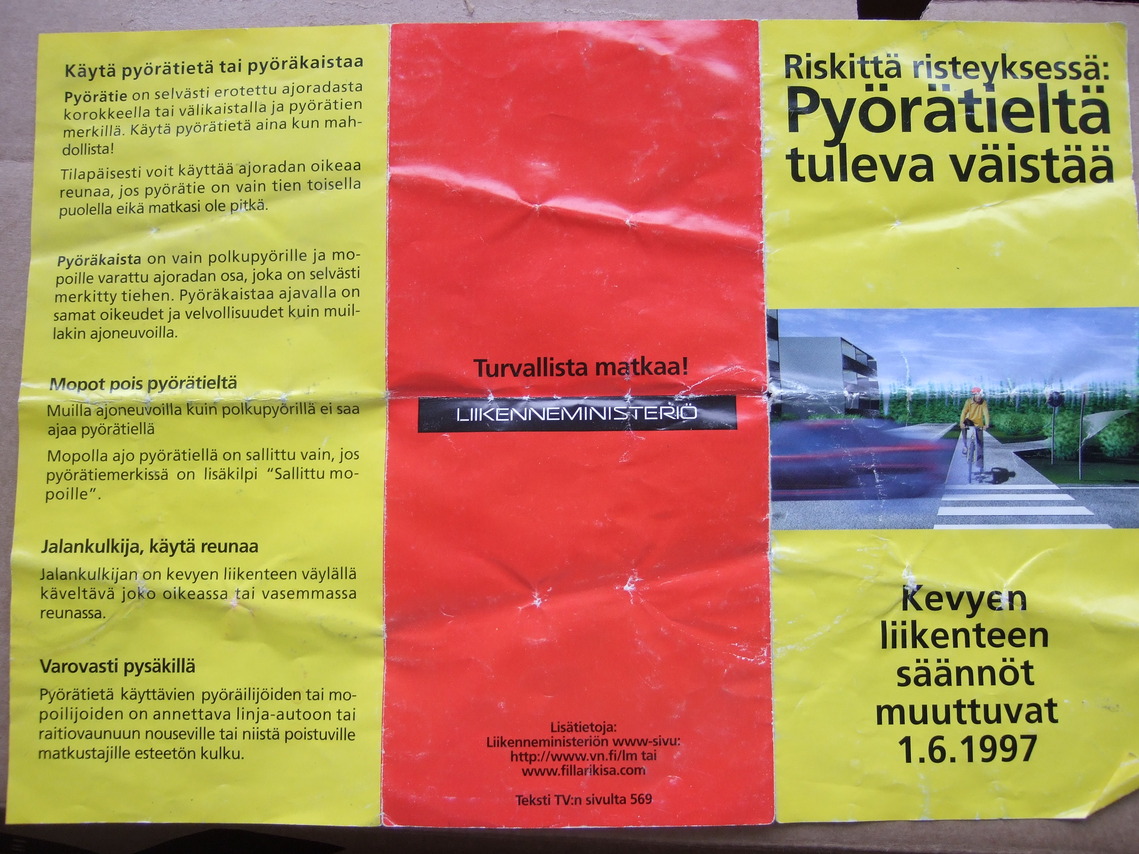 Käytä pyörätietä tai pyöräkaistaa
Pyörätie on selvästi erotettu ajoradasta
korokkeella tai välikaistalla ja pyörätien
merkillä. Käytä pyörätietä aina kun mah-
dollista!
Tilapäisesti voit käyttää ajoradan oikeaa
reunaa, jos pyörätie on vain tien toisella
puolella eikä matkasi ole pitkä.
Pyöräkaista on vain polkupyörille ja mo-
poille varattu ajoradan osa, joka on selvästi
merkitty tiehen. Pyöräkaistaa ajavalla on
samat oikeudet ja velvollisuudet kuin muil-
lakin ajoneuvoilla.
Mopot pois pyörätieltä
Muilla ajoneuvoilla kuin polkupyörillä ei saa
ajaa pyörätiellä
Mopolla ajo pyörätiellä on sallittu vain, jos
pyörätiemerkissä on lisäkilpi “Sallittu mo-
poille”.
Jalankulkija, käytä reunaa
Jalankulkijan on kevyen liikenteen väylällä
käveltävä joko oikeassa tai vasemmassa
reunassa.
Varovasti pysäkillä
Pyörätietä käyttävien pyöräilijöiden tai mo-
poilijoiden on annettava linja-autoon tai
raitiovaunuun nouseville tai niistä poistuville
matkustajille esteetön kulku.
Turvallista matkaa!
LIIKENNEMINISTERIÖ
Lisätietoja:
Liikenneministeriön www-sivu:
http://www.vn.fi/lm tai
www.fillarikisa.com
Teksti TV:n sivulta 569
Riskittä risteyksessä:
Pyörätieltä
tuleva väistää
Kevyen
liikenteen
säännöt
muuttuvat
1.6.1997